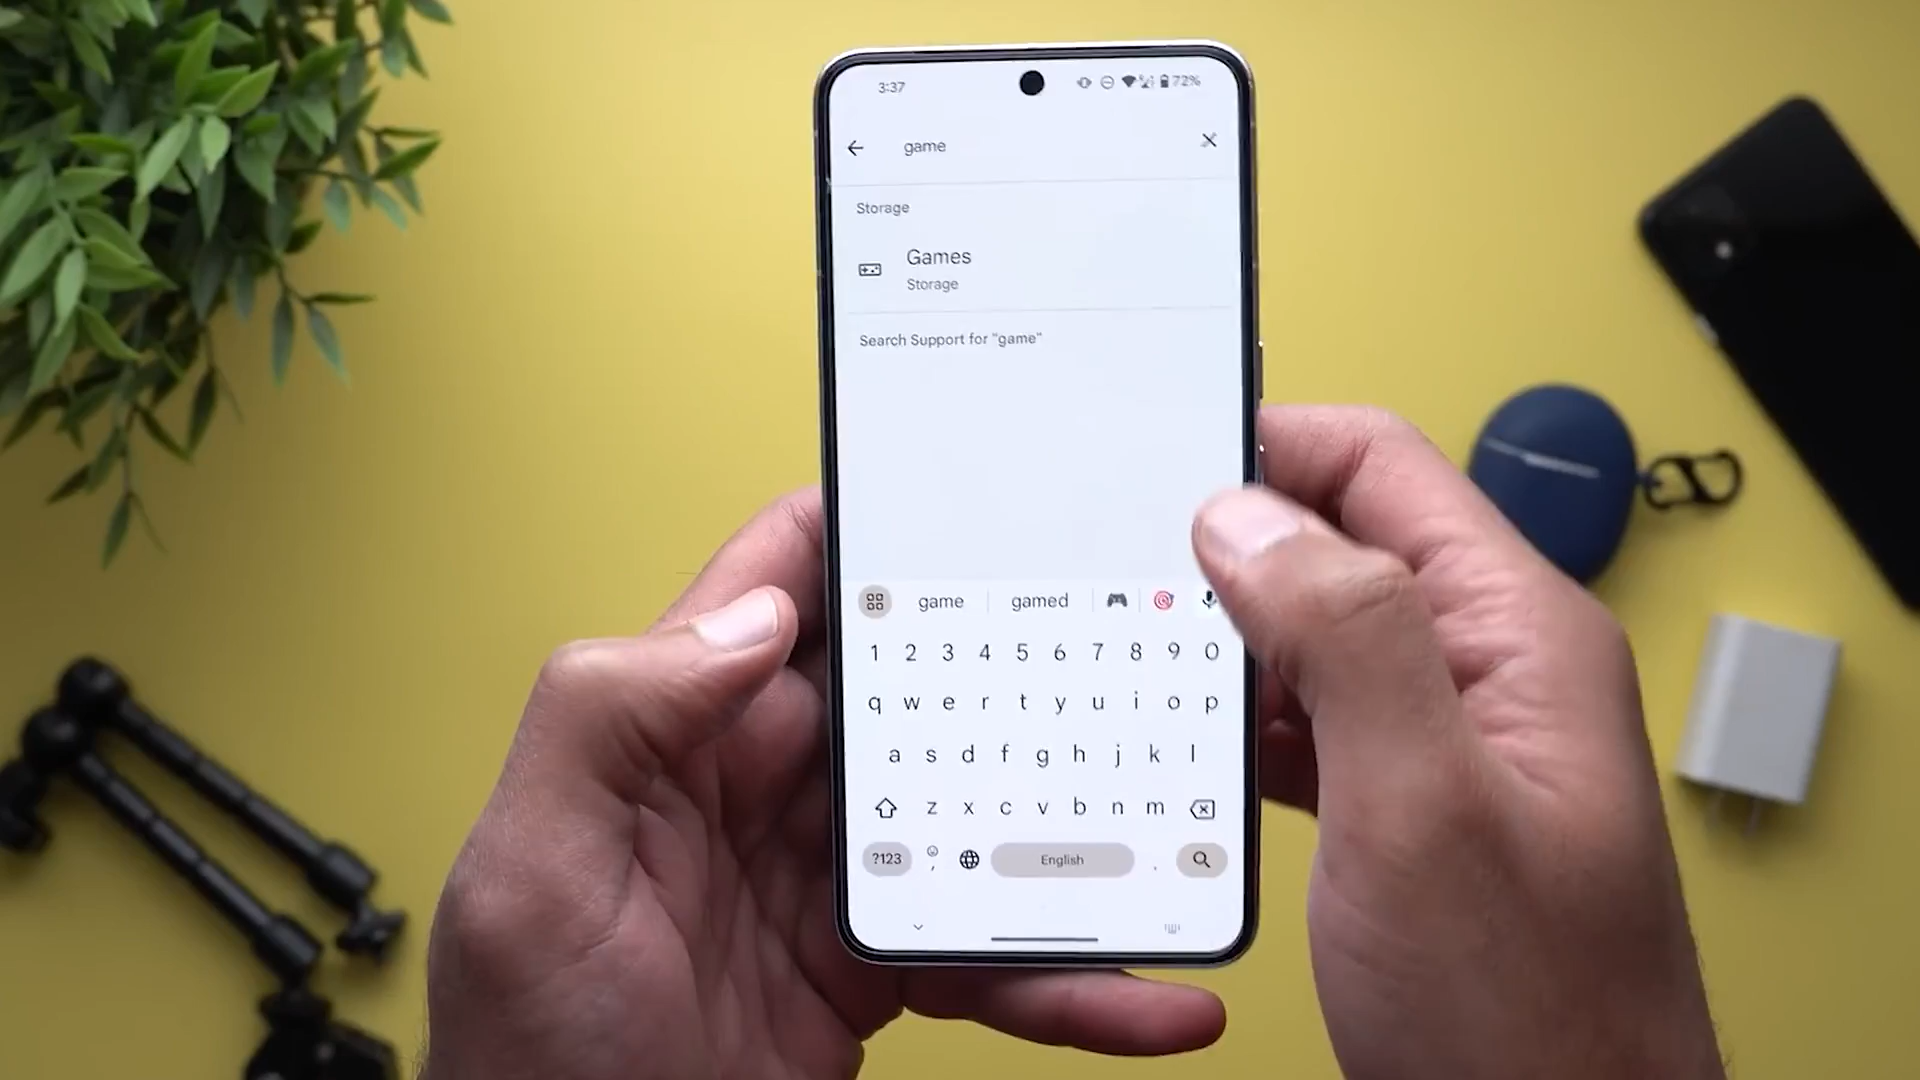 3:37 72%
game
Storage
Games
Storage
Search Support for "game"
game gamed
1 2 3 4 5 6 7 8 9 0
q w e r t y u i o p
a s d f g h j k l
z x c v b n m
?123 , English .